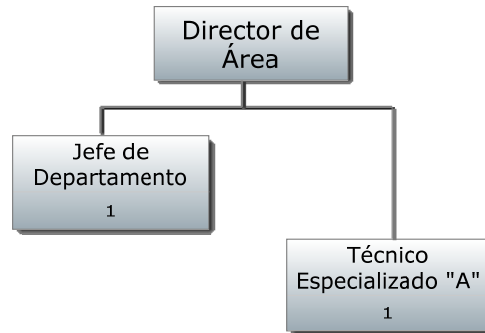 Director de
Área
Jefe de
Departamento
1
Técnico
Especializado "A"
1